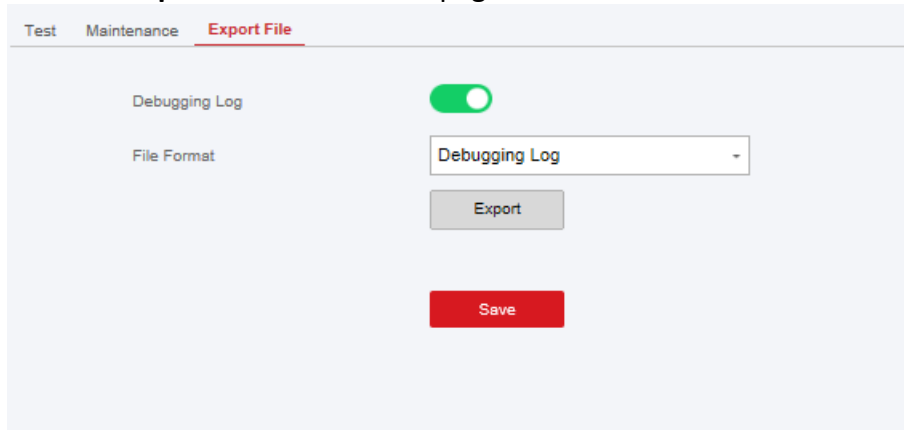 Test Maintenance Export File
Debugging Log
File Format Debugging Log
Export
Save